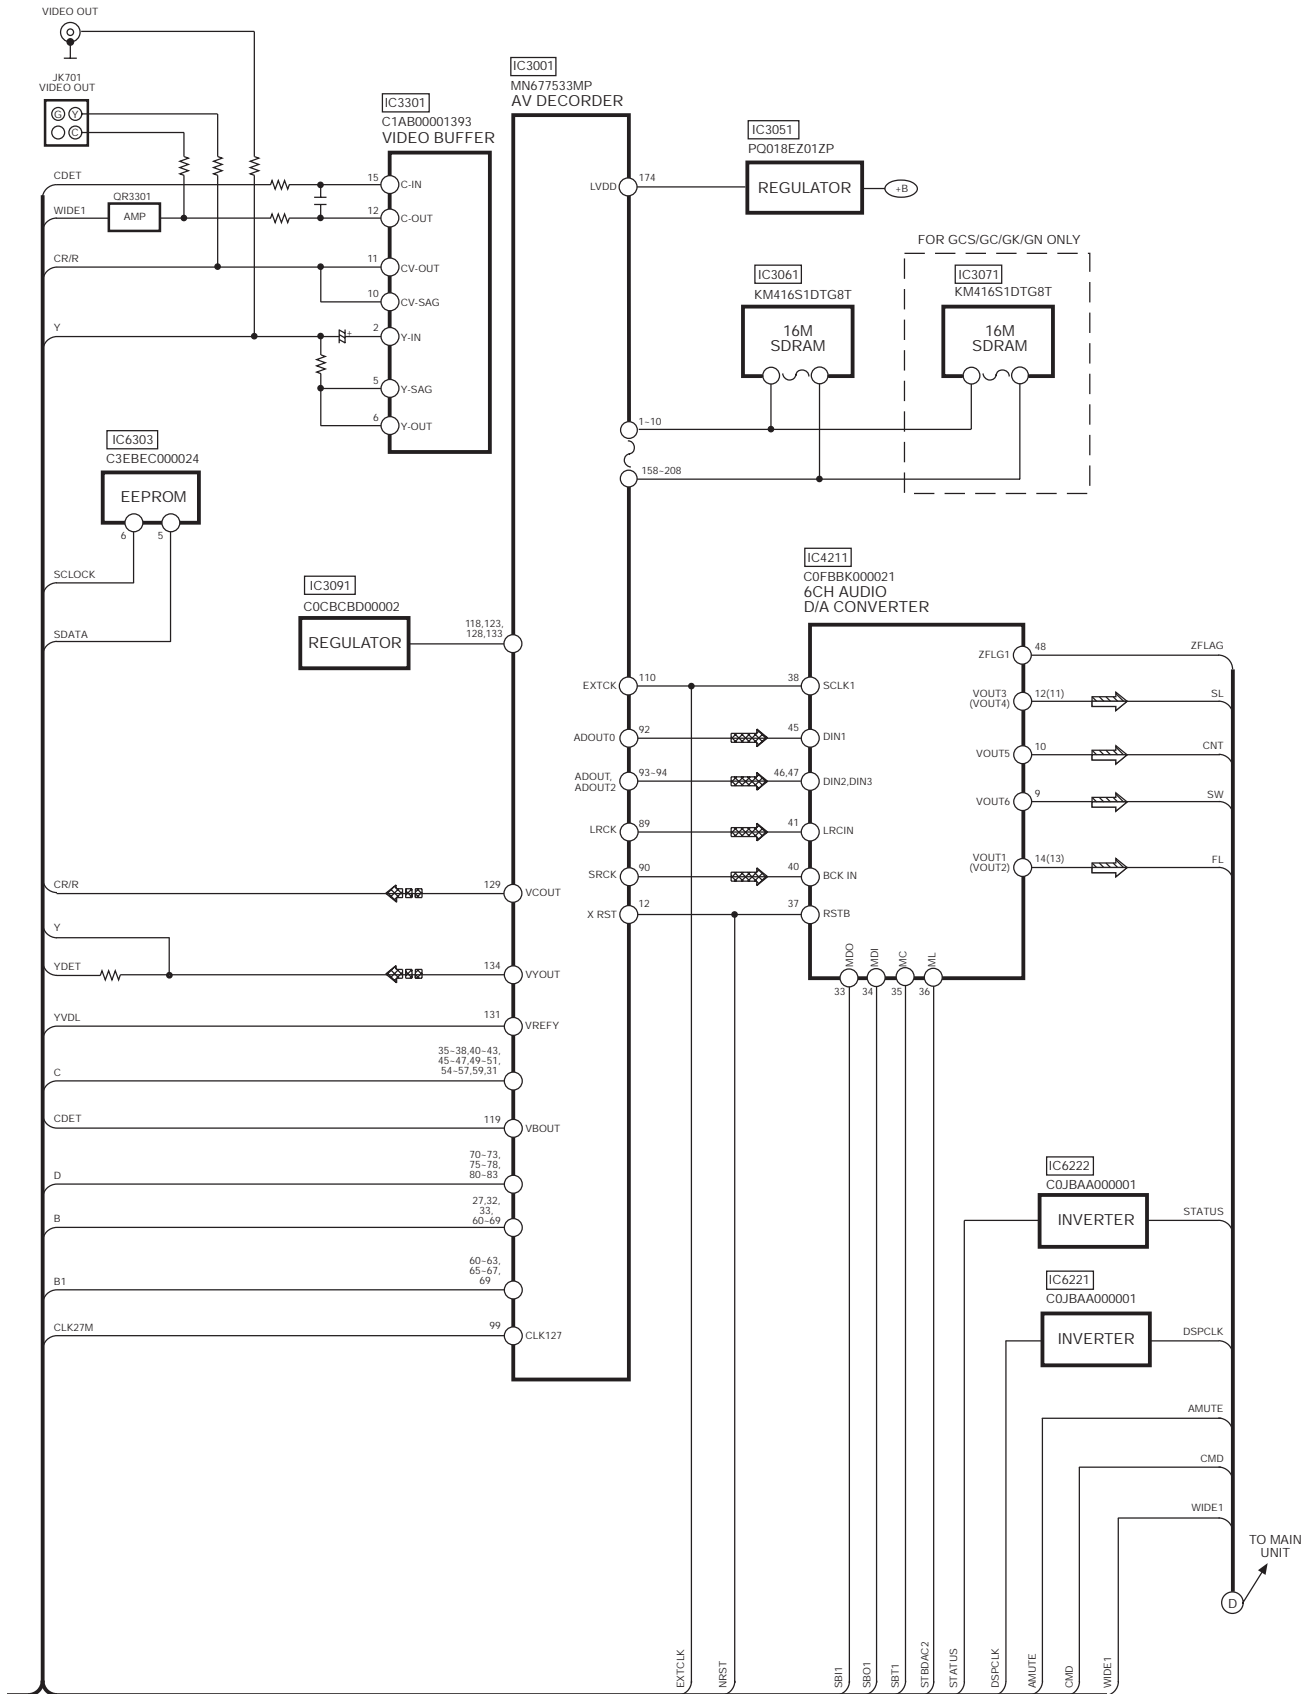 VIDEO OUT
JK701
VIDEO OUT
G Y
C
IC3301
C1AB00001393
VIDEO BUFFER
IC3001
MN677533MP
AV DECORDER
IC3051
PQ018EZ01ZP
REGULATOR
+B
LVDD
174
CDET
15
C-IN
QR3301
AMP
WIDE1
12
C-OUT
CR/R
11
CV-OUT
10
CV-SAG
Y
+
2
Y-IN
5
Y-SAG
6
Y-OUT
FOR GCS/GC/GK/GN ONLY
IC3061
KM416S1DTG8T
16M
SDRAM
IC3071
KM416S1DTG8T
16M
SDRAM
1~10
158~208
IC6303
C3EBEC000024
EEPROM
6
5
SCLOCK
SDATA
IC3091
C0CBCBD00002
REGULATOR
118,123,
128,133
IC4211
C0FBBK000021
6CH AUDIO
D/A CONVERTER
EXTCK
110
38
SCLK1
ADOUT0
92
45
DIN1
ADOUT,
ADOUT2
93~94
46,47
DIN2,DIN3
LRCK
89
41
LRCIN
SRCK
90
40
BCK IN
X RST
12
37
RSTB
ZFLG1
48
ZFLAG
VOUT3
(VOUT4)
12(11)
SL
VOUT5
10
CNT
VOUT6
9
SW
VOUT1
(VOUT2)
14(13)
FL
MDO
MDI
MC
ML
33
34
35
36
CR/R
129
VCOUT
Y
YDET
134
VYOUT
YVDL
131
VREFY
C
35~38,40~43,
45~47,49~51,
54~57,59,31
CDET
119
VBOUT
D
70~73,
75~78,
80~83
B
27,32,
33,
60~69
B1
60~63,
65~67,
69
CLK27M
99
CLK127
IC6222
C0JBAA000001
INVERTER
STATUS
IC6221
C0JBAA000001
INVERTER
DSPCLK
AMUTE
CMD
WIDE1
TO MAIN
UNIT
D
EXTCLK
NRST
SBI1
SBO1
SBT1
STBDAC2
STATUS
DSPCLK
AMUTE
CMD
WIDE1